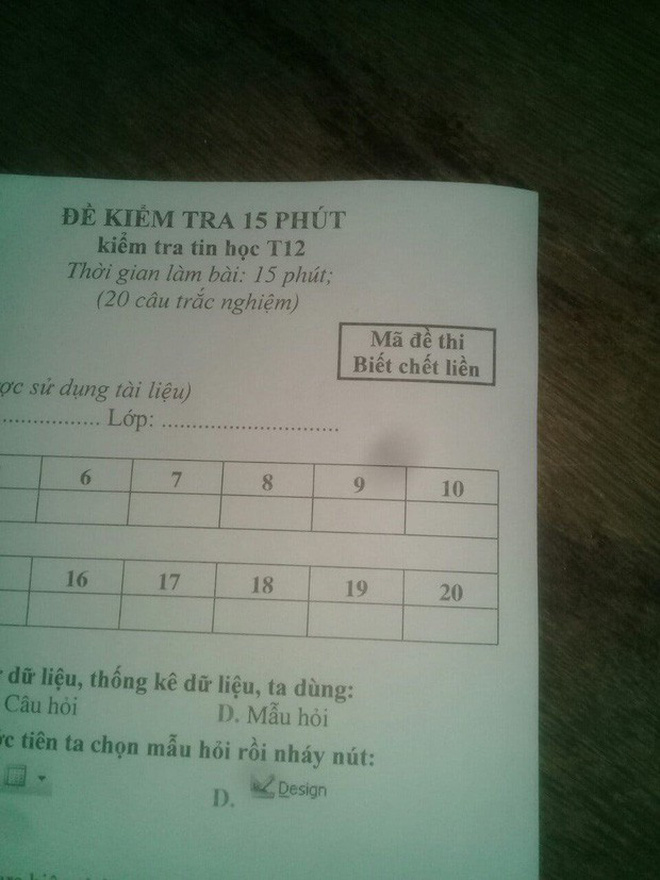 ĐỀ KIỂM TRA 15 PHÚT
kiểm tra tin học T12
Thời gian làm bài: 15 phút;
(20 câu trắc nghiệm)
Mã đề thi
Biết chết liền
ợc sử dụng tài liệu)
.................. Lớp: ..............................
6 7 8 9 10
16 17 18 19 20
dữ liệu, thống kê dữ liệu, ta dùng:
Câu hỏi D. Mẫu hỏi
ớc tiên ta chọn mẫu hỏi rồi nháy nút:
D. Design